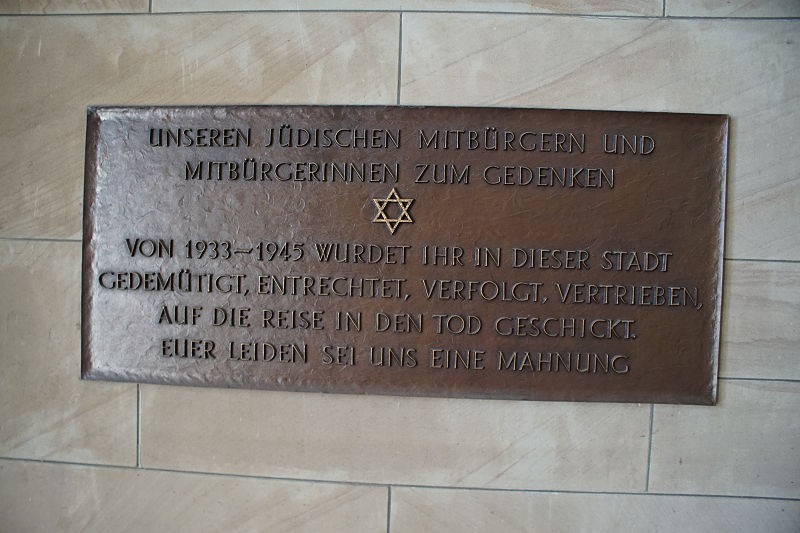 UNSEREN JÜDISCHEN MITBÜRGERN UND
MITBÜRGERINNEN ZUM GEDENKEN
VON 1933–1945 WURDET IHR IN DIESER STADT
GEDEMÜTIGT, ENTRECHTET, VERFOLGT, VERTRIEBEN,
AUF DIE REISE IN DEN TOD GESCHICKT.
EUER LEIDEN SEI UNS EINE MAHNUNG